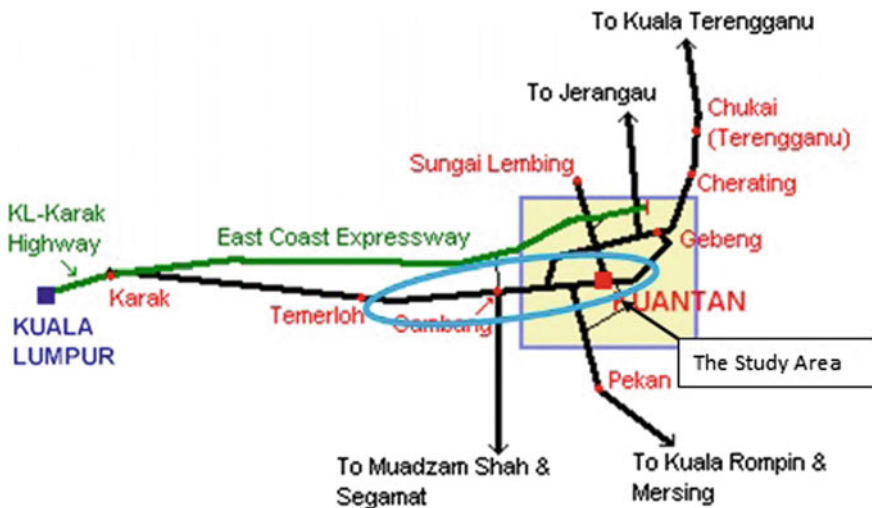 To Kuala Terengganu
To Jerangau
Chukai
(Terengganu)
Sungai Lembing
Cherating
KL-Karak
Highway
East Coast Expressway
Gebeng
Karak
Temerloh
Gambang
KUANTAN
KUALA
LUMPUR
The Study Area
Pekan
To Muadzam Shah &
Segamat
To Kuala Rompin &
Mersing